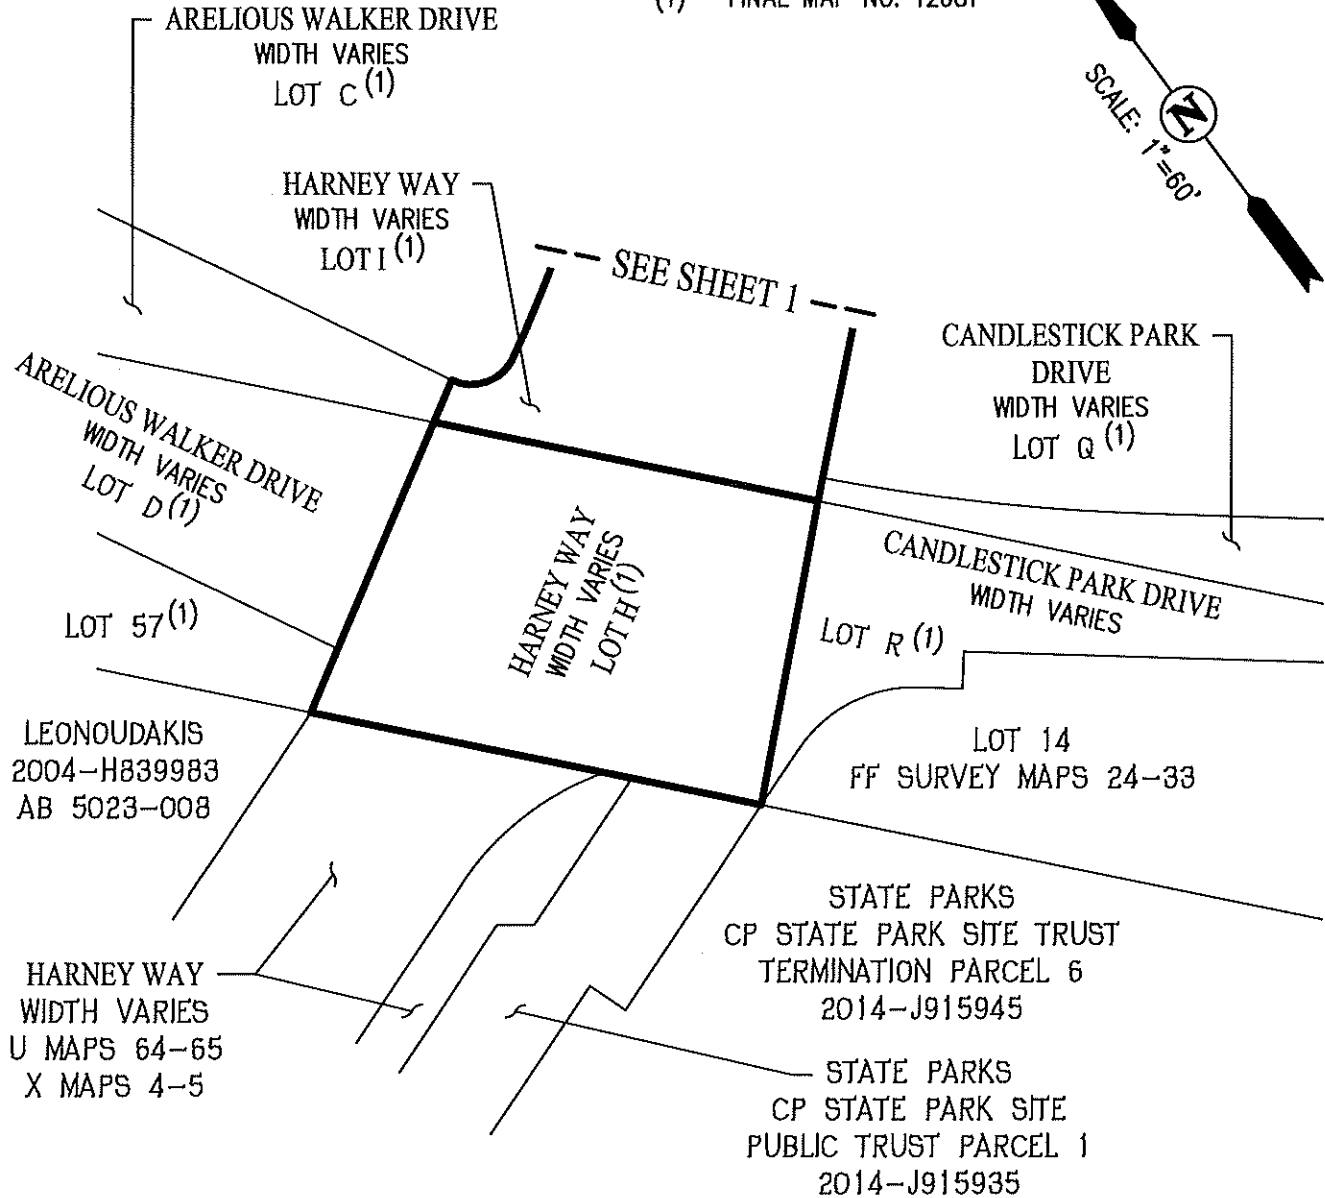 (1) FINAL MAP NO.
ARELIOUS WALKER DRIVE
WIDTH VARIES
LOT C (1)
SCALE: 1"=60'
N
HARNEY WAY
WIDTH VARIES
LOT I (1)
SEE SHEET 1
CANDLESTICK PARK
DRIVE
WIDTH VARIES
LOT Q (1)
ARELIOUS WALKER DRIVE
WIDTH VARIES
LOT D (1)
HARNEY WAY
WIDTH VARIES
LOT H (1)
CANDLESTICK PARK DRIVE
WIDTH VARIES
LOT R (1)
LOT 57 (1)
LEONOUDAKIS
2004-H839983
AB 5023-008
LOT 14
FF SURVEY MAPS 24-33
STATE PARKS
CP STATE PARK SITE TRUST
TERMINATION PARCEL 6
2014-J915945
HARNEY WAY
WIDTH VARIES
U MAPS 64-65
X MAPS 4-5
STATE PARKS
CP STATE PARK SITE
PUBLIC TRUST PARCEL 1
2014-J915935